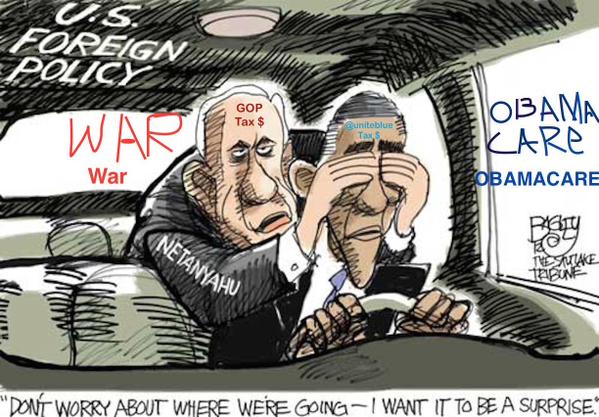 U.S.
FOREIGN
POLICY
WAR
War
GOP
Tax $
@uniteblue
Tax $
OBAMA
CARE
OBAMACARE
NETANYAHU
BAGLEY
THE SALT LAKE
TRIBUNE
"DON'T WORRY ABOUT WHERE WE'RE GOING — I WANT IT TO BE A SURPRISE."